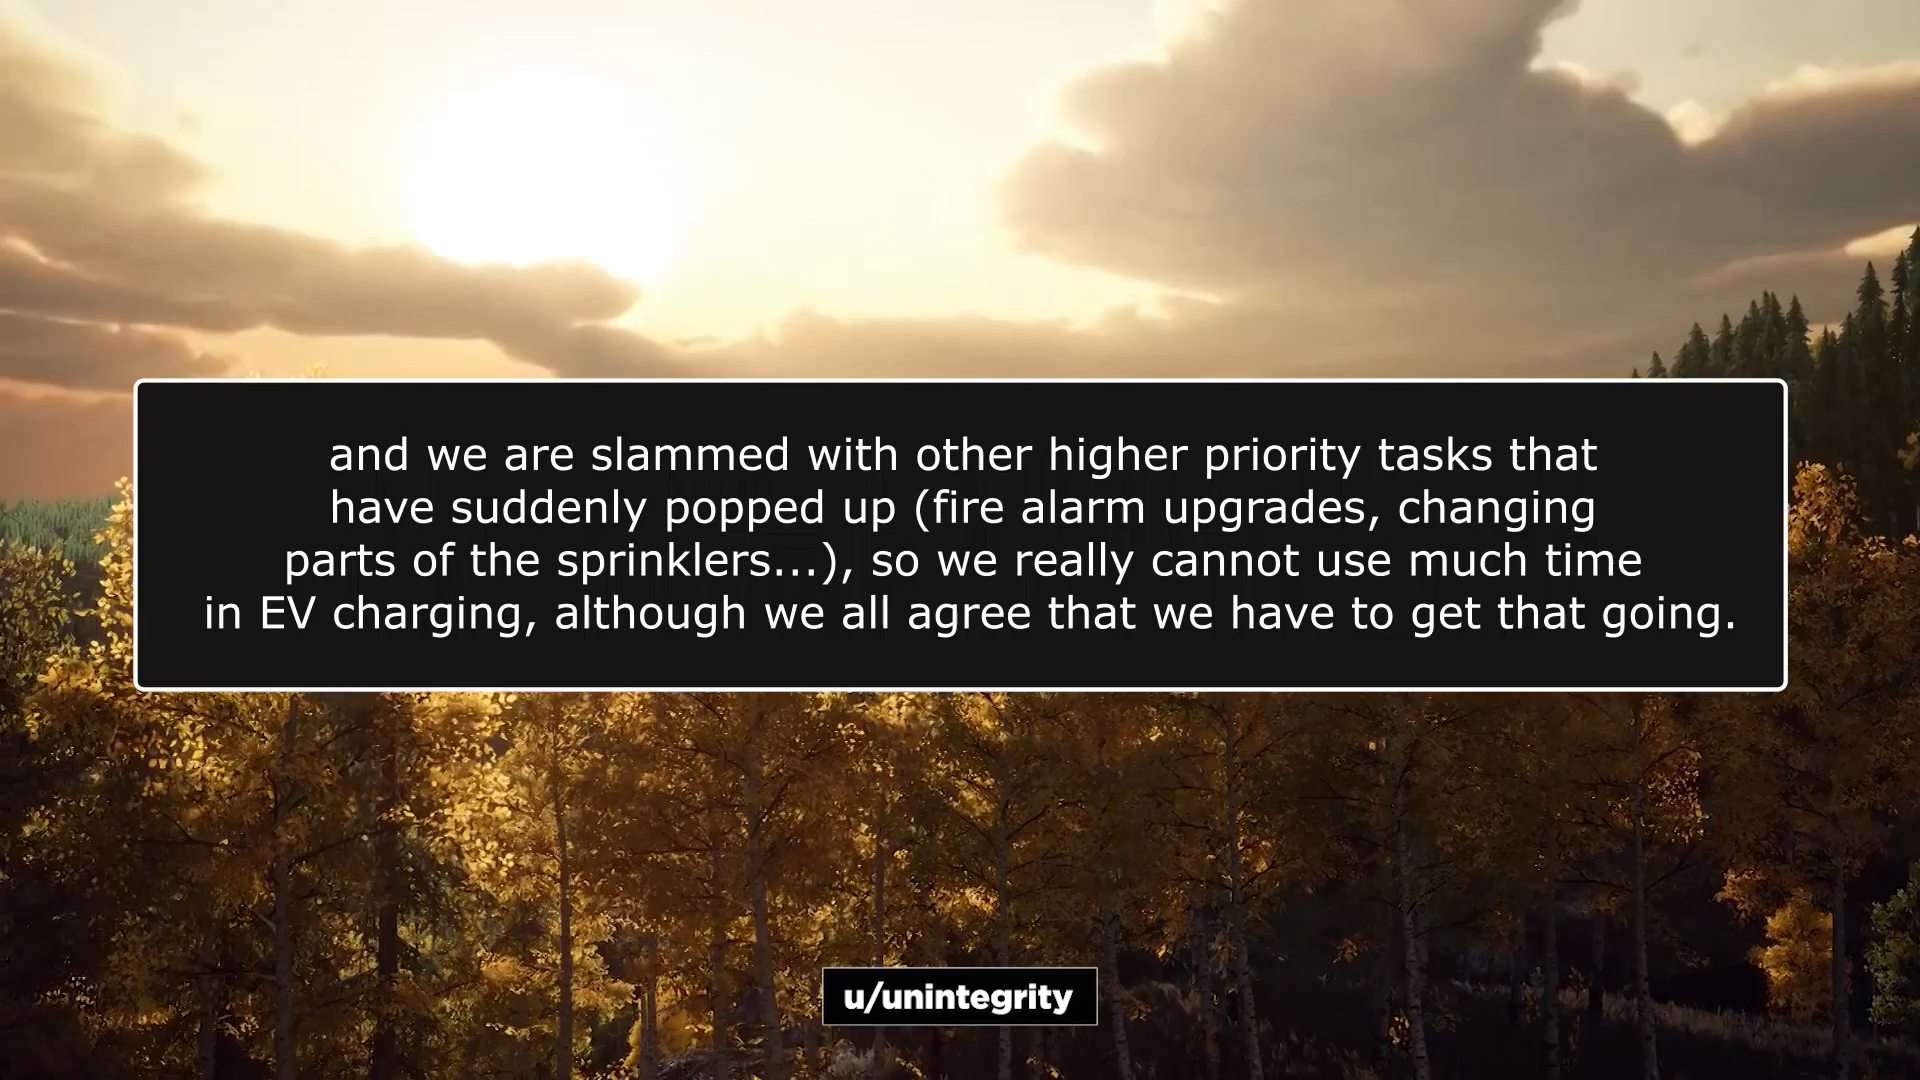 and we are slammed with other higher priority tasks that
have suddenly popped up (fire alarm upgrades, changing
parts of the sprinklers...), so we really cannot use much time
in EV charging, although we all agree that we have to get that going.
u/unintegrity